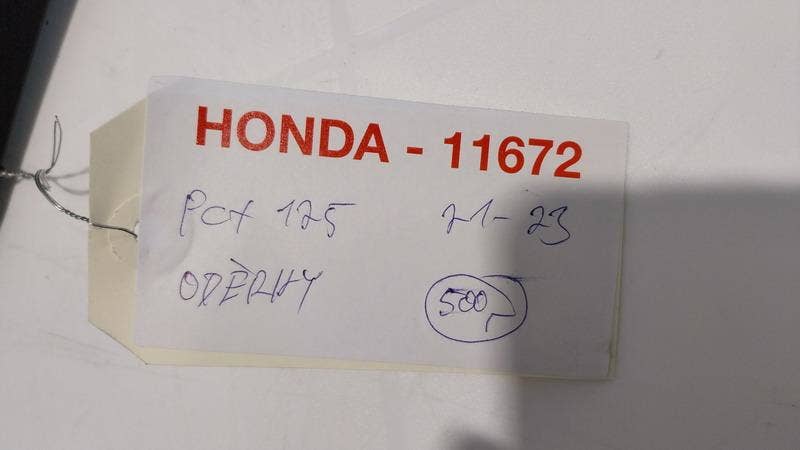 HONDA - 11672
PCX 125 21-23
ODĚRKY
500,-